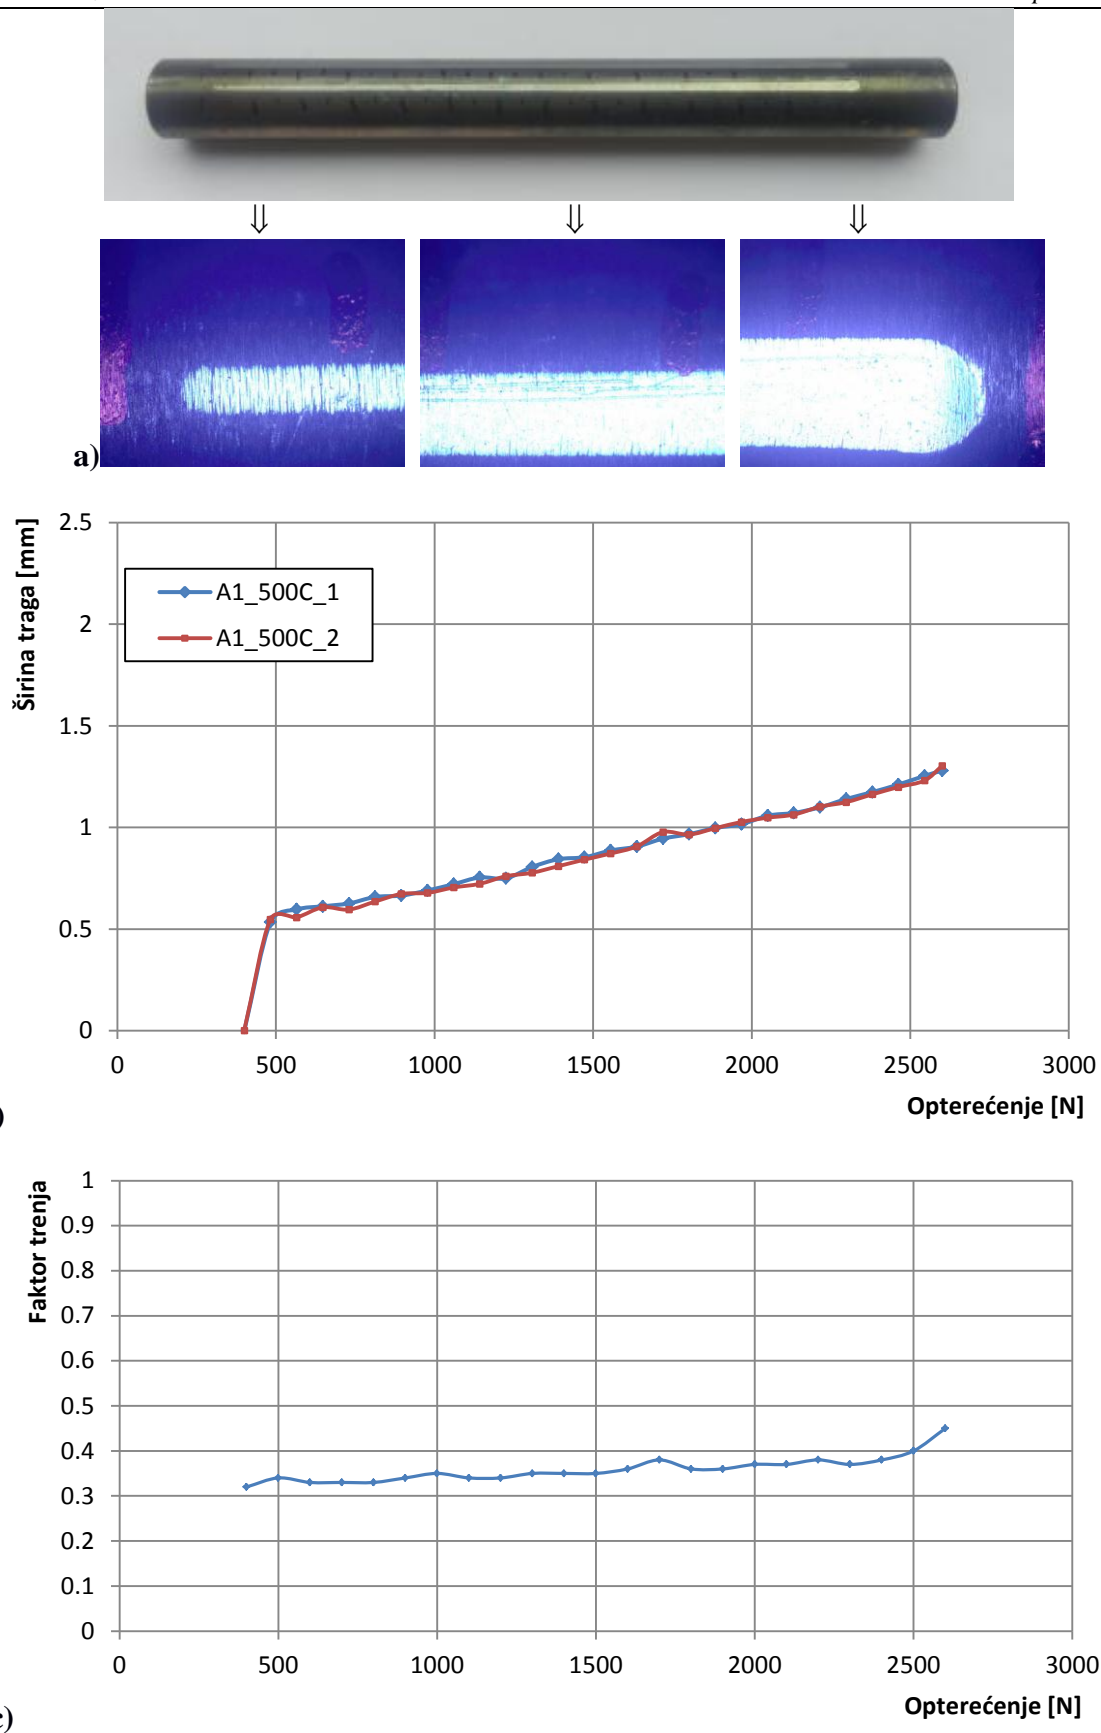 ⇓ ⇓ ⇓
a)
Širina traga [mm]
2.5
2
1.5
1
0.5
0
A1_500C_1
A1_500C_2
0 500 1000 1500 2000 2500 3000
Opterećenje [N]
)
Faktor trenja
1
0.9
0.8
0.7
0.6
0.5
0.4
0.3
0.2
0.1
0
0 500 1000 1500 2000 2500 3000
Opterećenje [N]
c)